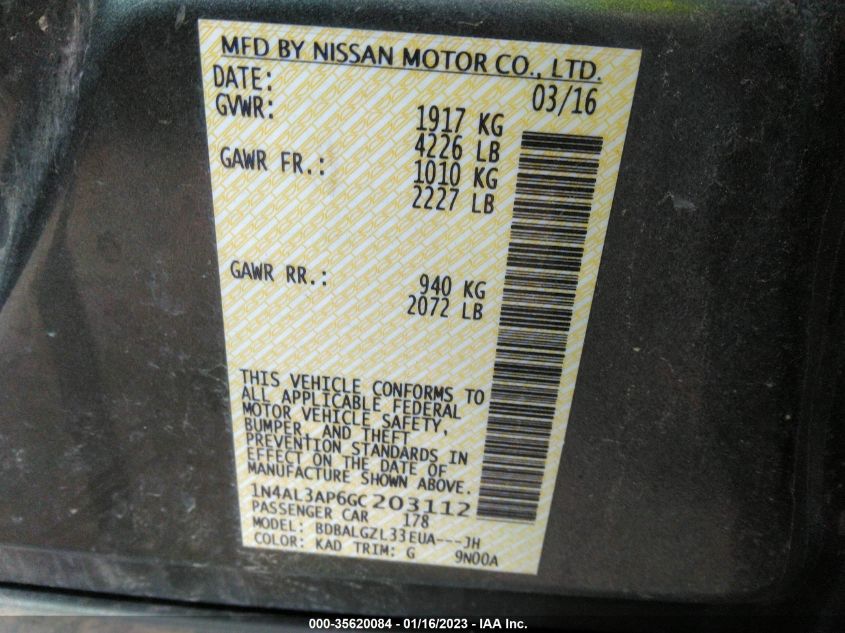 MFD BY NISSAN MOTOR CO., LTD.
DATE: 03/16
GVWR: 1917 KG
4226 LB
GAWR FR.: 1010 KG
2227 LB
GAWR RR.: 940 KG
2072 LB
THIS VEHICLE CONFORMS TO
ALL APPLICABLE FEDERAL
MOTOR VEHICLE SAFETY,
BUMPER, AND THEFT
PREVENTION STANDARDS IN
EFFECT ON THE DATE OF
MANUFACTURE SHOWN ABOVE.
1N4AL3AP6GC203112
PASSENGER CAR 178
MODEL: BDBALGZL33EUA---JH
COLOR: KAD TRIM: G 9N00A
000-35620084 - 01/16/2023 - IAA Inc.